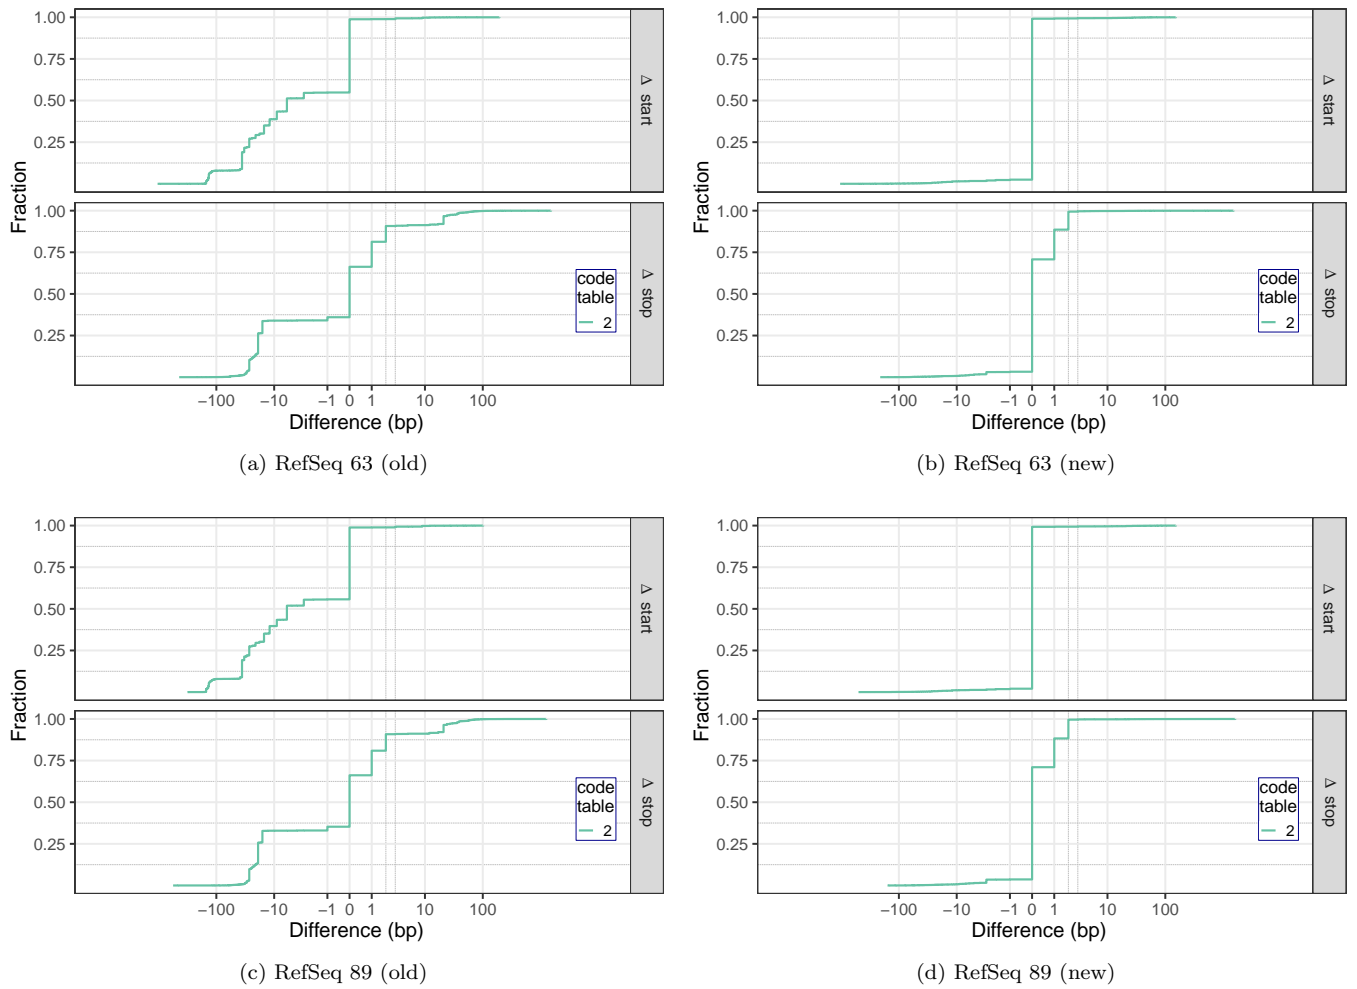 1.00
0.75
0.50
0.25
Δ start
1.00
0.75
0.50
0.25
Δ stop
Fraction
code
table
2
−100 −10 −1 0 1 10 100
Difference (bp)
(a) RefSeq 63 (old)
1.00
0.75
0.50
0.25
Δ start
1.00
0.75
0.50
0.25
Δ stop
Fraction
code
table
2
−100 −10 −1 0 1 10 100
Difference (bp)
(b) RefSeq 63 (new)
1.00
0.75
0.50
0.25
Δ start
1.00
0.75
0.50
0.25
Δ stop
Fraction
code
table
2
−100 −10 −1 0 1 10 100
Difference (bp)
(c) RefSeq 89 (old)
1.00
0.75
0.50
0.25
Δ start
1.00
0.75
0.50
0.25
Δ stop
Fraction
code
table
2
−100 −10 −1 0 1 10 100
Difference (bp)
(d) RefSeq 89 (new)